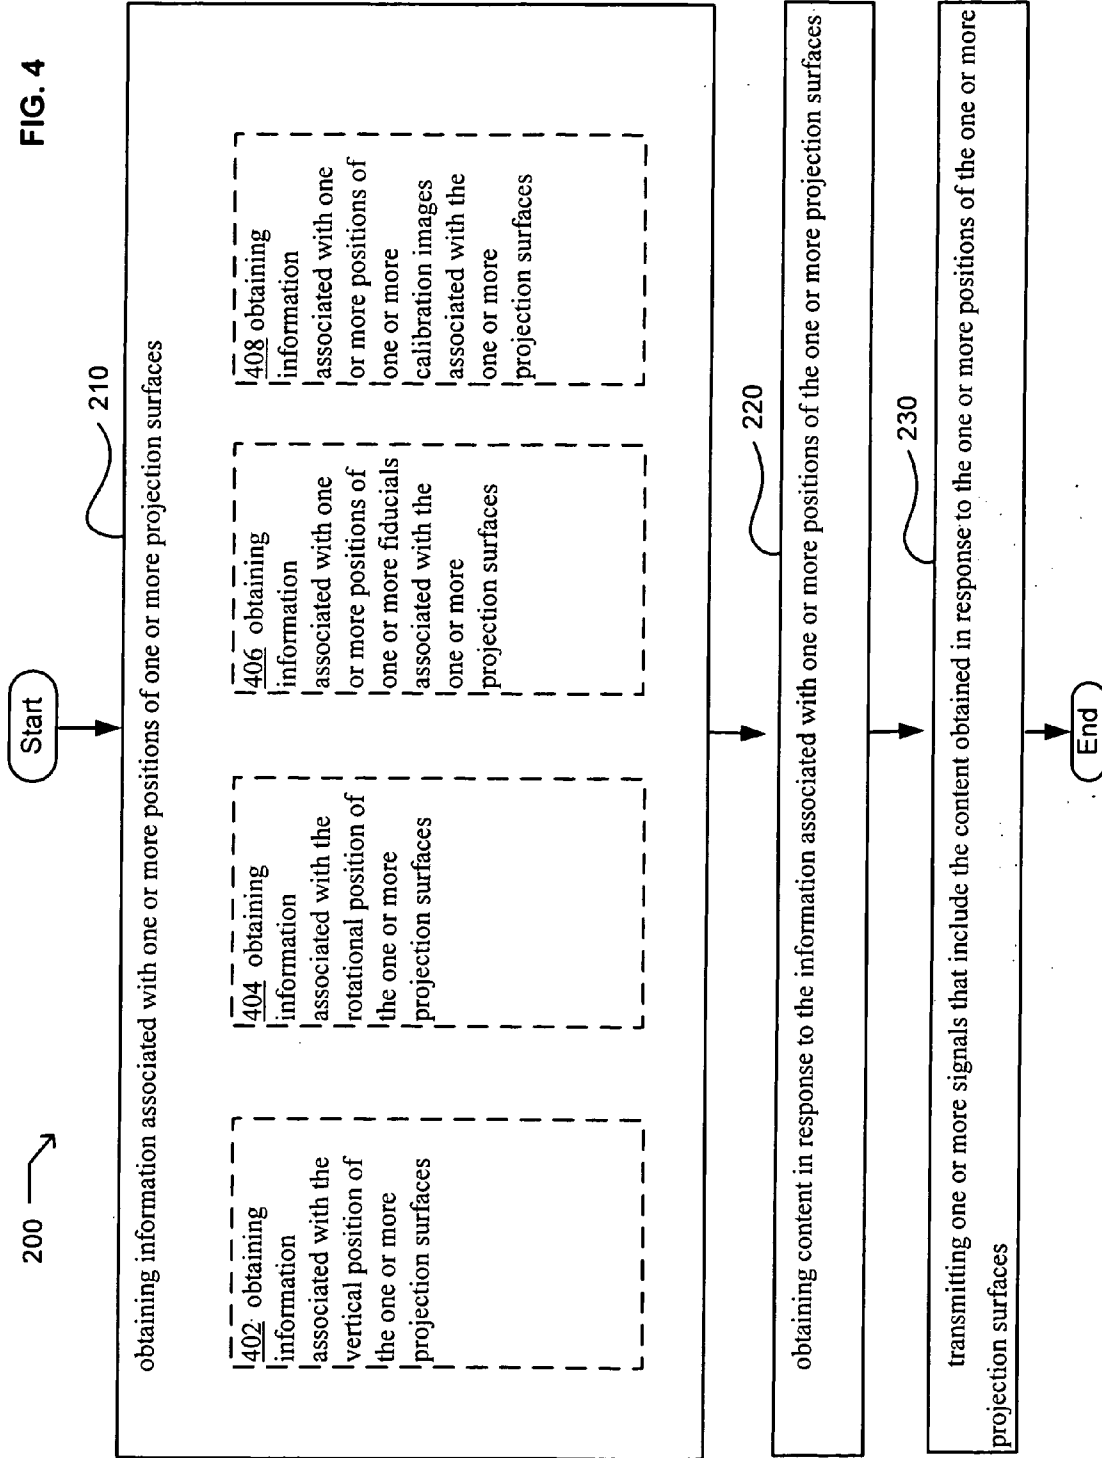 FIG. 4
200
Start
210
obtaining information associated with one or more positions of one or more projection surfaces
402 obtaining
information
associated with the
vertical position of
the one or more
projection surfaces
404 obtaining
information
associated with the
rotational position of
the one or more
projection surfaces
406 obtaining
information
associated with one
or more positions of
one or more fiducials
associated with the
one or more
projection surfaces
408 obtaining
information
associated with one
or more positions of
one or more
calibration images
associated with the
one or more
projection surfaces
220
obtaining content in response to the information associated with one or more positions of the one or more projection surfaces
230
transmitting one or more signals that include the content obtained in response to the one or more positions of the one or more
projection surfaces
End